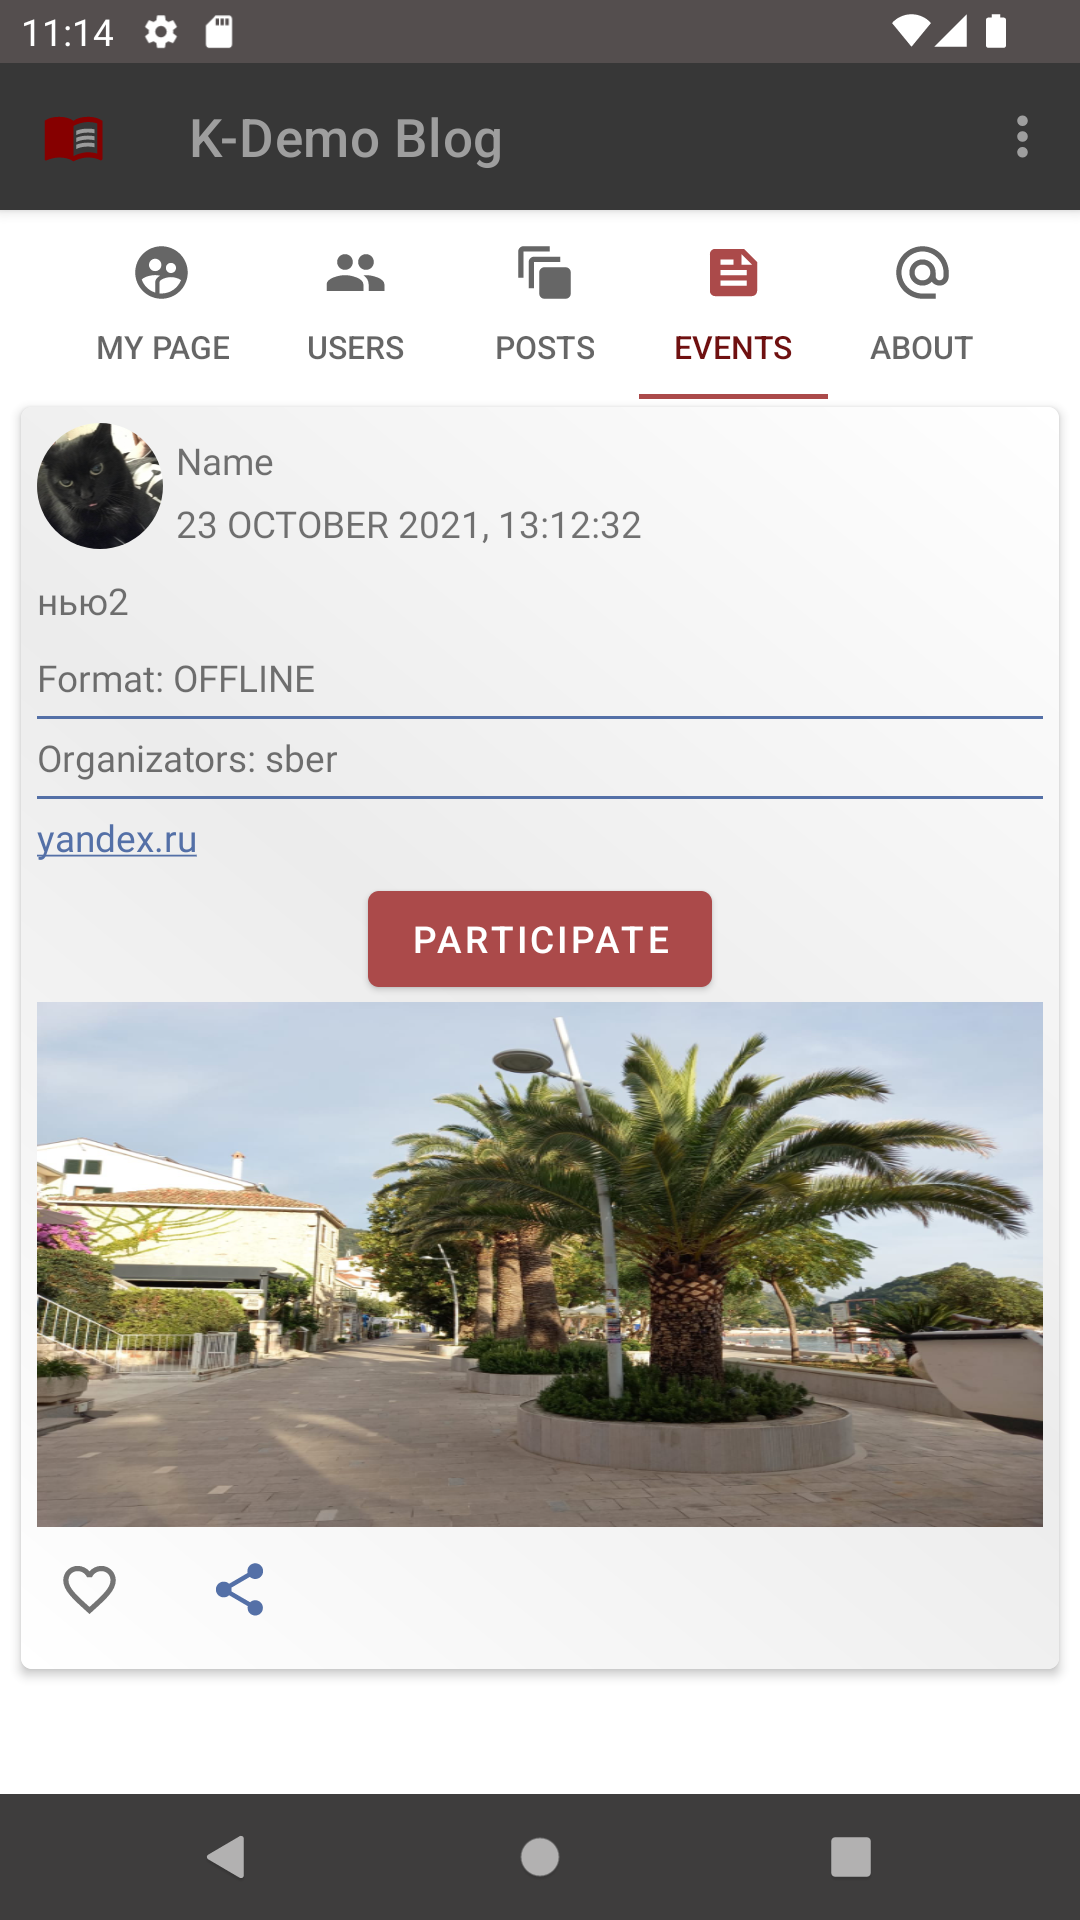 11:14
K-Demo Blog
MY PAGE
USERS
POSTS
EVENTS
ABOUT
Name
23 OCTOBER 2021, 13:12:32
нью2
Format: OFFLINE
Organizators: sber
yandex.ru
PARTICIPATE